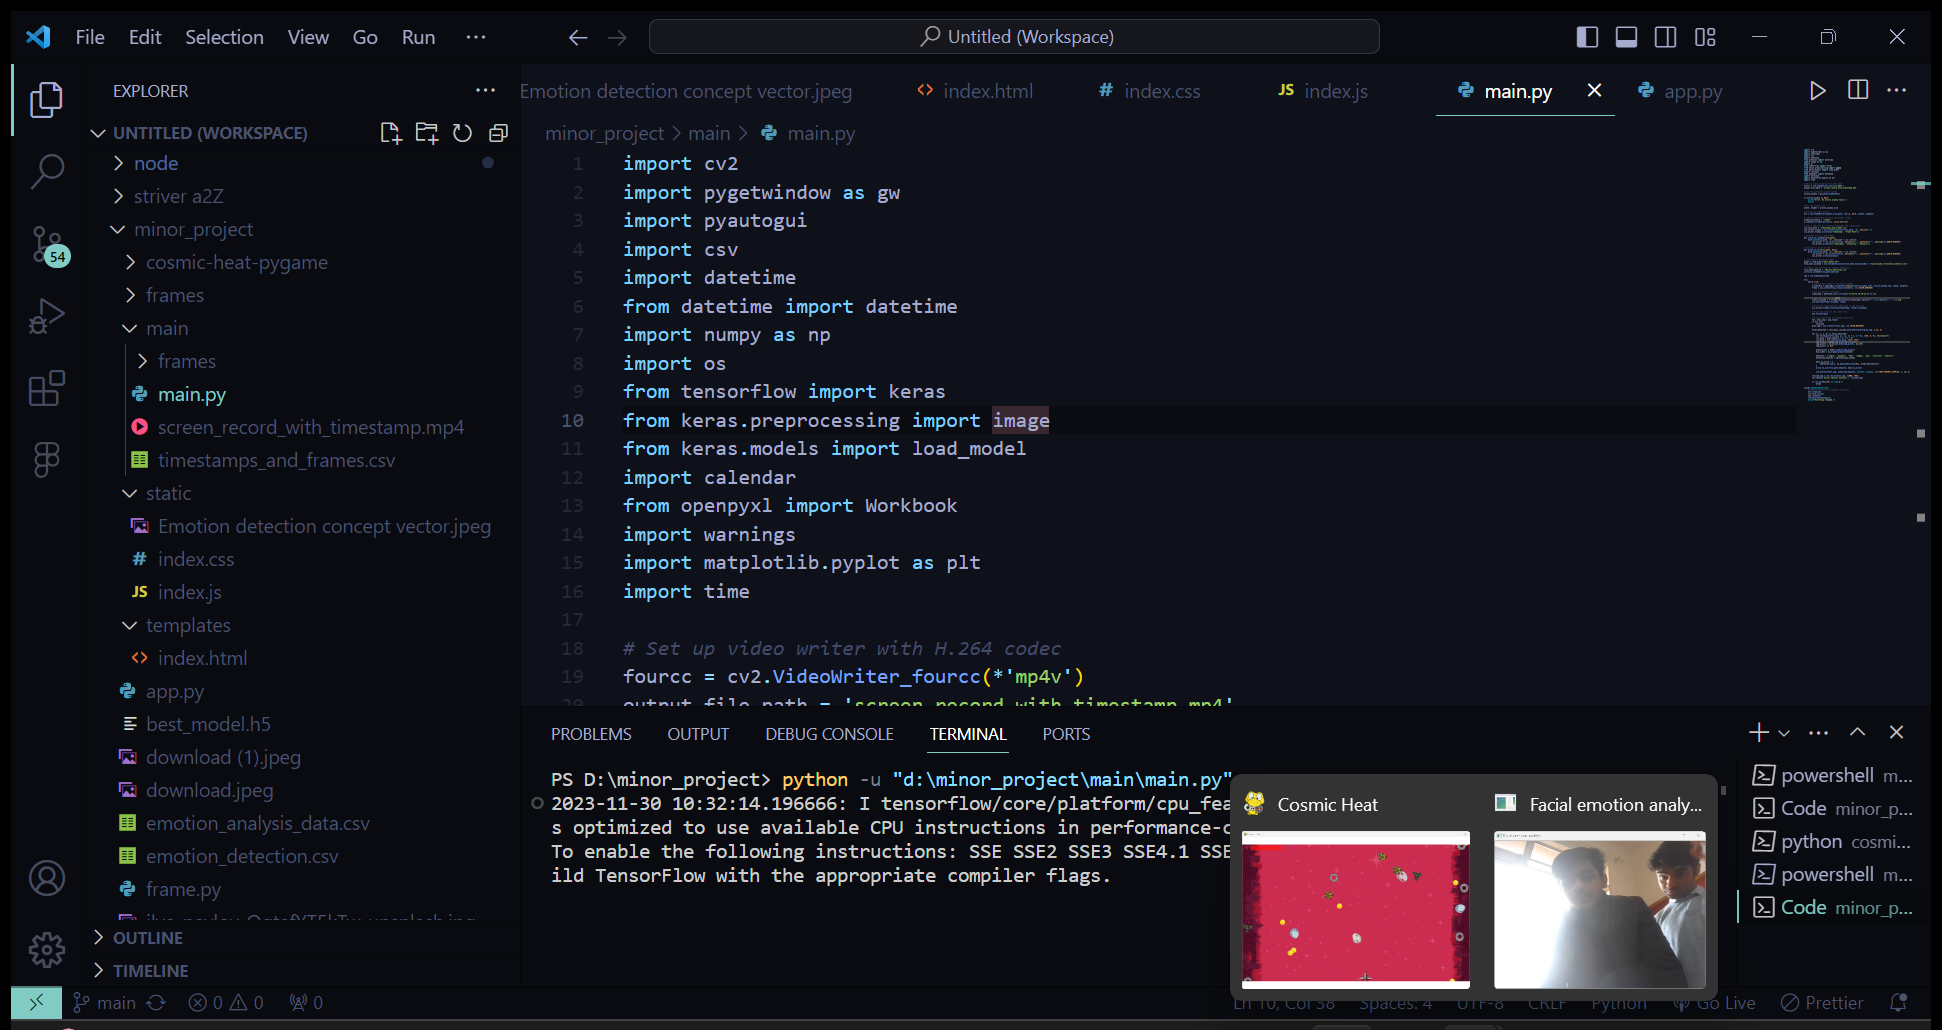 File Edit Selection View Go Run ···
Untitled (Workspace)
EXPLORER
UNTITLED (WORKSPACE)
node
striver a2Z
minor_project
cosmic-heat-pygame
frames
main
frames
main.py
screen_record_with_timestamp.mp4
timestamps_and_frames.csv
static
Emotion detection concept vector.jpeg
# index.css
JS index.js
templates
<> index.html
app.py
best_model.h5
download (1).jpeg
download.jpeg
emotion_analysis_data.csv
emotion_detection.csv
frame.py
OUTLINE
TIMELINE
54
Emotion detection concept vector.jpeg <> index.html # index.css JS index.js main.py app.py
minor_project > main > main.py
1 import cv2
2 import pygetwindow as gw
3 import pyautogui
4 import csv
5 import datetime
6 from datetime import datetime
7 import numpy as np
8 import os
9 from tensorflow import keras
10 from keras.preprocessing import image
11 from keras.models import load_model
12 import calendar
13 from openpyxl import Workbook
14 import warnings
15 import matplotlib.pyplot as plt
16 import time
17
18 # Set up video writer with H.264 codec
19 fourcc = cv2.VideoWriter_fourcc(*'mp4v')
20 output_file_path = 'screen_record_with_timestamp.mp4'
PROBLEMS OUTPUT DEBUG CONSOLE TERMINAL PORTS
PS D:\minor_project> python -u "d:\minor_project\main\main.py"
2023-11-30 10:32:14.196666: I tensorflow/core/platform/cpu_fea
s optimized to use available CPU instructions in performance-c
To enable the following instructions: SSE SSE2 SSE3 SSE4.1 SSE
ild TensorFlow with the appropriate compiler flags.
powershell m...
Code minor_p...
python cosmi...
powershell m...
Code minor_p...
Cosmic Heat
Facial emotion analy...
main 0 0 0
Ln 10, Col 38 Spaces: 4 UTF-8 CRLF Python Go Live Prettier